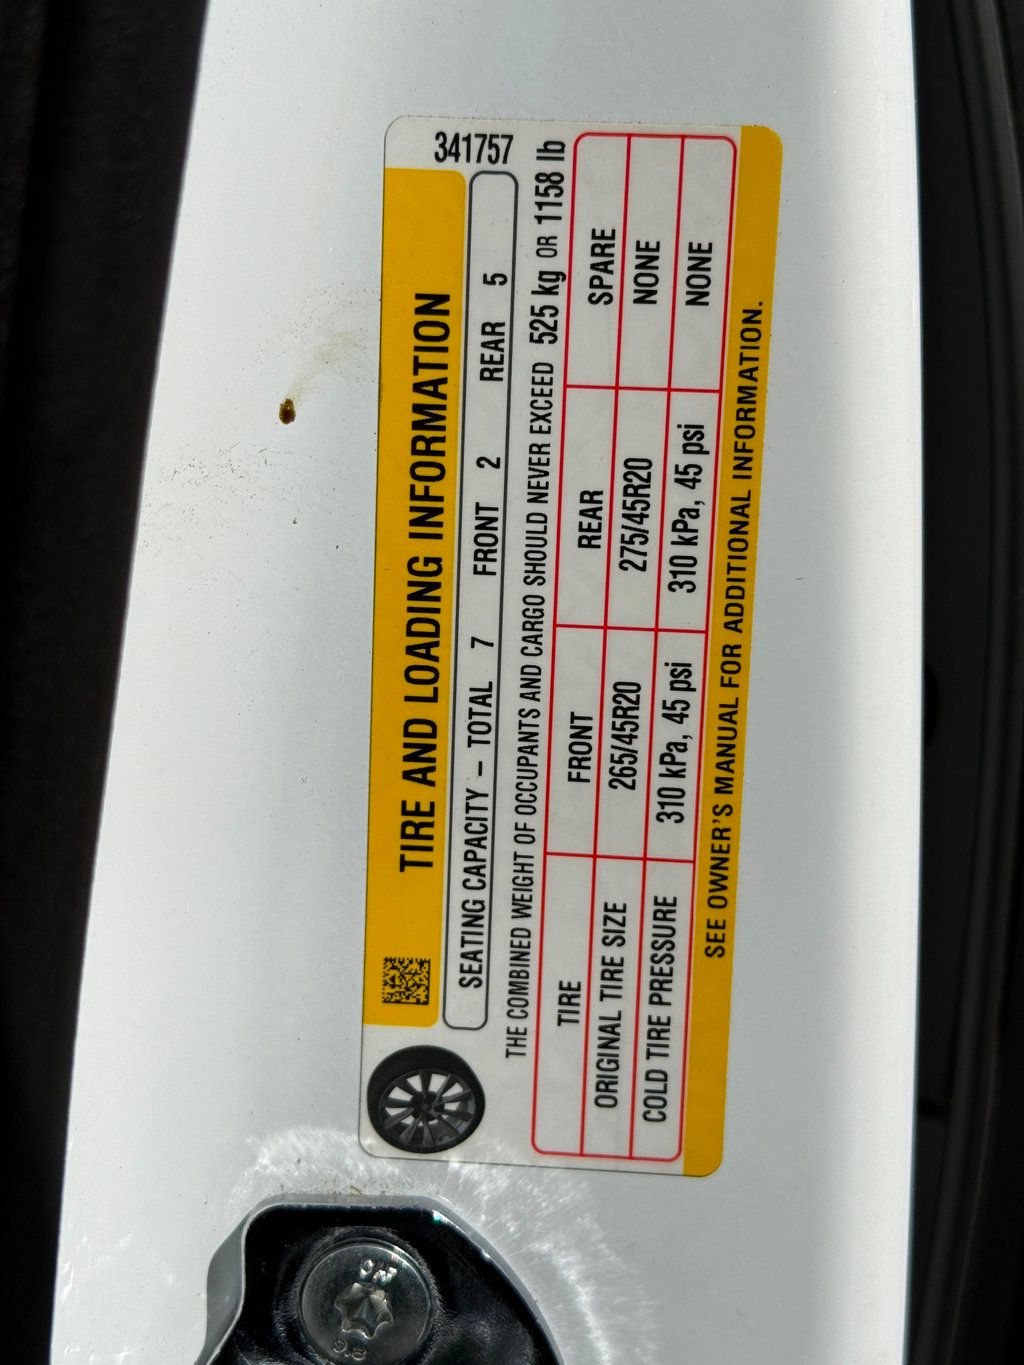 341757
TIRE AND LOADING INFORMATION
SEATING CAPACITY – TOTAL 7 FRONT 2 REAR 5
THE COMBINED WEIGHT OF OCCUPANTS AND CARGO SHOULD NEVER EXCEED 525 kg OR 1158 lb
TIRE FRONT REAR SPARE
ORIGINAL TIRE SIZE 265/45R20 275/45R20 NONE
COLD TIRE PRESSURE 310 kPa, 45 psi 310 kPa, 45 psi NONE
SEE OWNER'S MANUAL FOR ADDITIONAL INFORMATION.
9.8